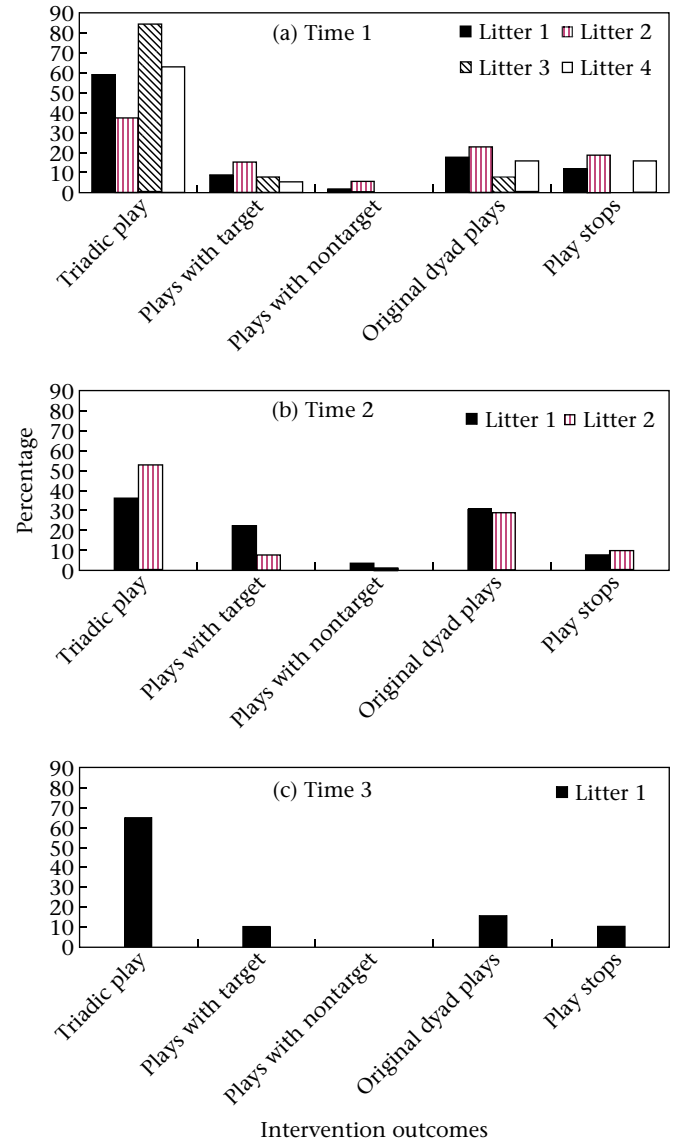 90
80
70
60
50
40
30
20
10
0
(a) Time 1
Litter 1 Litter 2
Litter 3 Litter 4
Triadic play
Plays with target
Plays with nontarget
Original dyad plays
Play stops
Percentage
90
80
70
60
50
40
30
20
10
0
(b) Time 2
Litter 1 Litter 2
Triadic play
Plays with target
Plays with nontarget
Original dyad plays
Play stops
90
80
70
60
50
40
30
20
10
0
(c) Time 3
Litter 1
Triadic play
Plays with target
Plays with nontarget
Original dyad plays
Play stops
Intervention outcomes